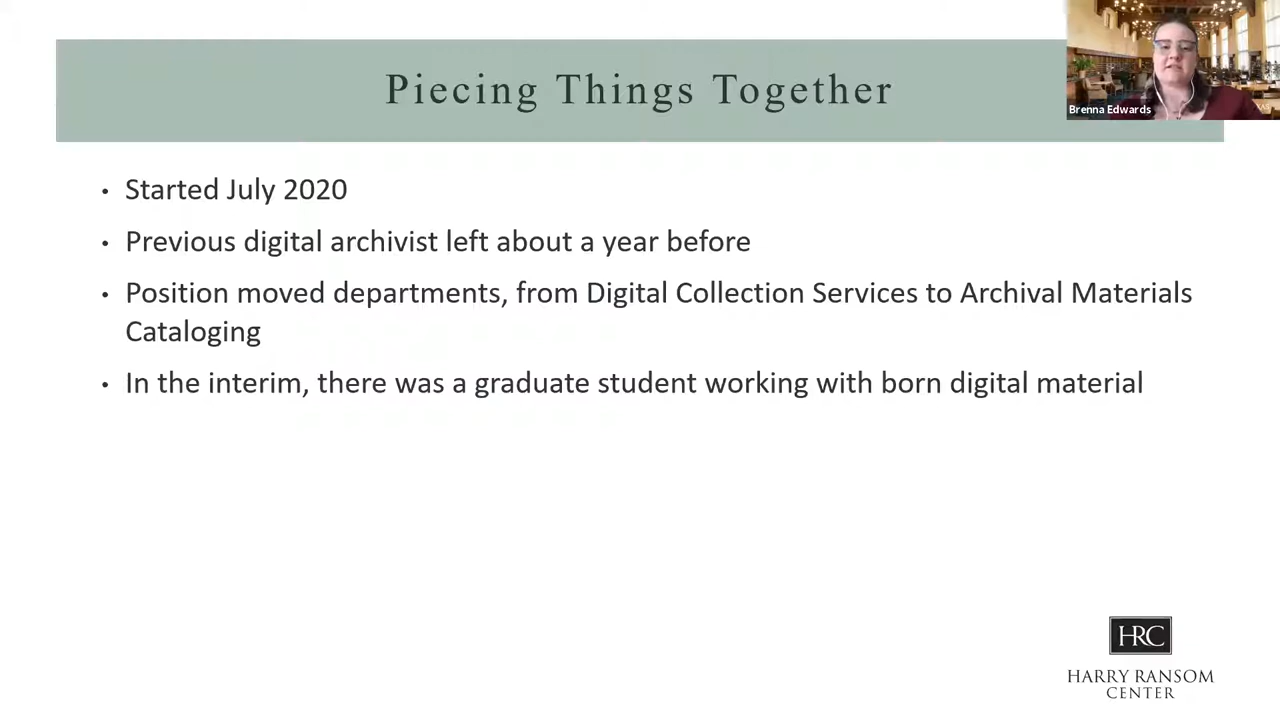 Piecing Things Together
Brenna Edwards
• Started July 2020
• Previous digital archivist left about a year before
• Position moved departments, from Digital Collection Services to Archival Materials
Cataloging
• In the interim, there was a graduate student working with born digital material
HRC
HARRY RANSOM
CENTER